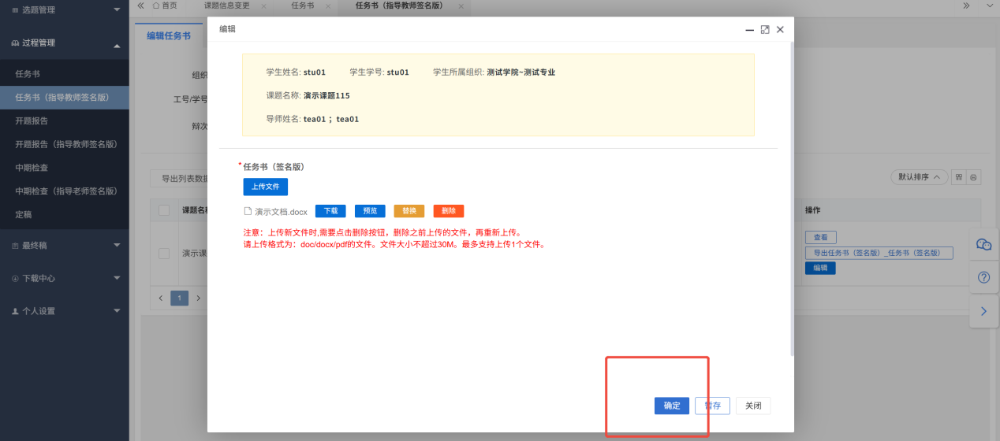 选题管理
过程管理
任务书
任务书（指导教师签名版）
开题报告
开题报告（指导教师签名版）
中期检查
中期检查（指导老师签名版）
定稿
最终稿
下载中心
个人设置
首页
课题信息变更
任务书
任务书（指导教师签名版）
编辑任务书
组织
工号/学号
辩次
导出列表数据
默认排序
课题名称
操作
演示课
查看
导出任务书（签名版）_任务书（签名版）
编辑
1
编辑
学生姓名: stu01 学生学号: stu01 学生所属组织: 测试学院~测试专业
课题名称: 演示课题115
导师姓名: tea01 ；tea01
*任务书（签名版）
上传文件
演示文档.docx 下载 预览 替换 删除
注意：上传新文件时,需要点击删除按钮，删除之前上传的文件，再重新上传。
请上传格式为：doc/docx/pdf的文件。文件大小不超过30M。最多支持上传1个文件。
确定 暂存 关闭